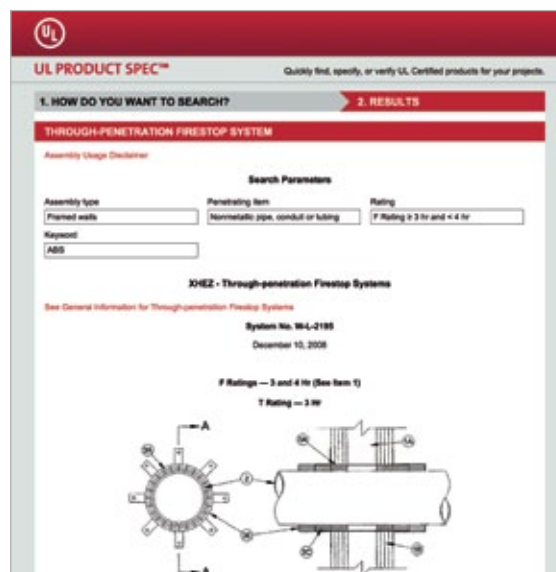 UL
UL PRODUCT SPEC™ Quickly find, specify, or verify UL Certified products for your projects.
1. HOW DO YOU WANT TO SEARCH? 2. RESULTS
THROUGH-PENETRATION FIRESTOP SYSTEM
Assembly Usage Disclaimer
Search Parameters
Assembly type Penetrating item Rating
Framed walls Nonmetallic pipe, conduit or tubing F Rating ≥ 3 hr and < 4 hr
Keyword
ABS
XHEZ - Through-penetration Firestop Systems
See General Information for Through-penetration Firestop Systems
System No. W-L-2195
December 10, 2008
F Ratings — 3 and 4 Hr (See Item 1)
T Rating — 3 Hr
A
1A
2
3C
1B
A